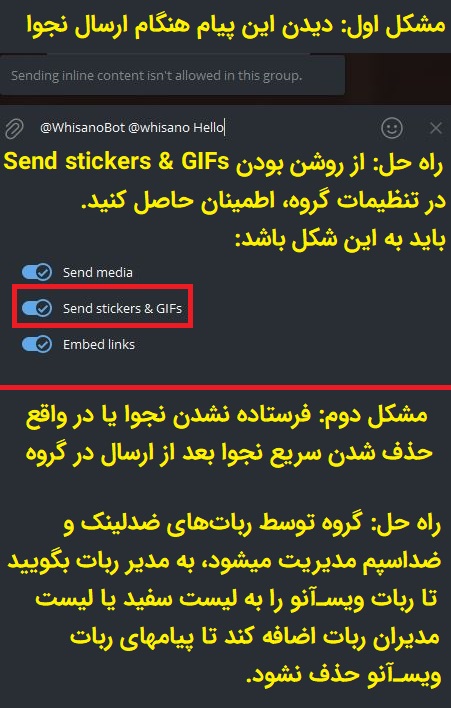 مشکل اول: دیدن این پیام هنگام ارسال نجوا
Sending inline content isn't allowed in this group.
@WhisanoBot @whisano Hello
راه حل: از روشن بودن Send stickers & GIFs
در تنظیمات گروه، اطمینان حاصل کنید.
باید به این شکل باشد:
Send media
Send stickers & GIFs
Embed links
مشکل دوم: فرستاده نشدن نجوا یا در واقع
حذف شدن سریع نجوا بعد از ارسال در گروه
راه حل: گروه توسط ربات‌های ضدلینک و
ضداسپم مدیریت میشود، به مدیر ربات بگویید
تا ربات ویسـآنو را به لیست سفید یا لیست
مدیران ربات اضافه کند تا پیامهای ربات
ویسـآنو حذف نشود.